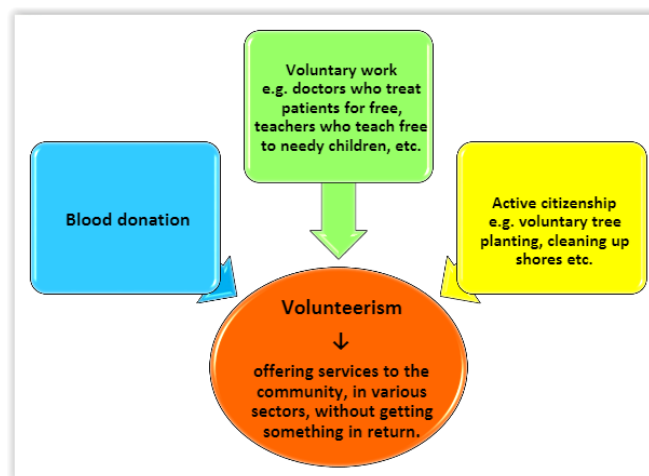 Voluntary work
e.g. doctors who treat
patients for free,
teachers who teach free
to needy children, etc.
Blood donation
Active citizenship
e.g. voluntary tree
planting, cleaning up
shores etc.
Volunteerism
↓
offering services to the
community, in various
sectors, without getting
something in return.